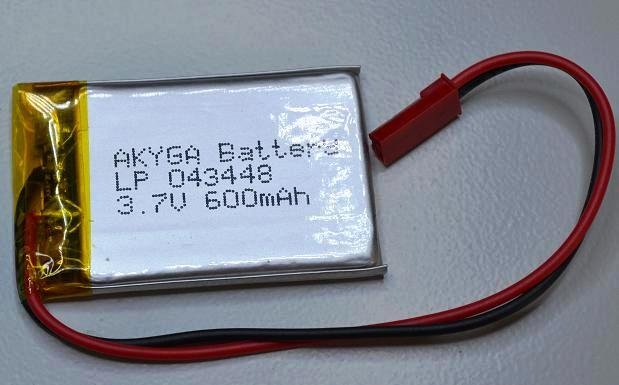 AKYGA Battery
LP 043448
3.7V 600mAh